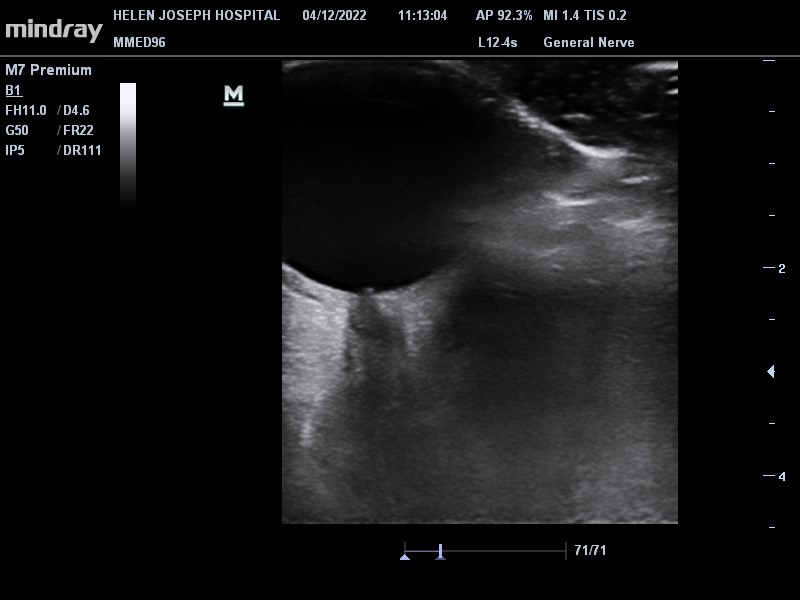 mindray
HELEN JOSEPH HOSPITAL 04/12/2022 11:13:04 AP 92.3% MI 1.4 TIS 0.2
MMED96 L12-4s General Nerve
M7 Premium
B1
FH11.0 / D4.6
G50 / FR22
IP5 / DR111
M
2
4
71/71